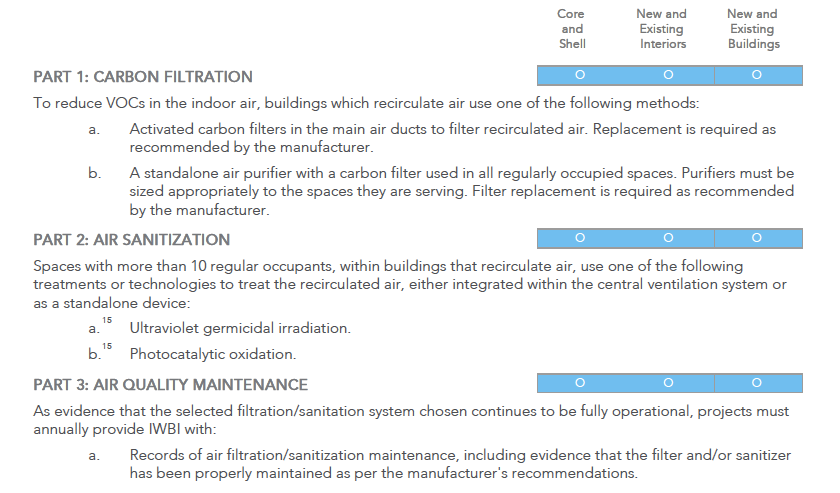 Core and Shell
New and Existing Interiors
New and Existing Buildings
PART 1: CARBON FILTRATION
O O O
To reduce VOCs in the indoor air, buildings which recirculate air use one of the following methods:
a. Activated carbon filters in the main air ducts to filter recirculated air. Replacement is required as
recommended by the manufacturer.
b. A standalone air purifier with a carbon filter used in all regularly occupied spaces. Purifiers must be
sized appropriately to the spaces they are serving. Filter replacement is required as recommended
by the manufacturer.
PART 2: AIR SANITIZATION
O O O
Spaces with more than 10 regular occupants, within buildings that recirculate air, use one of the following
treatments or technologies to treat the recirculated air, either integrated within the central ventilation system or
as a standalone device:
a.15 Ultraviolet germicidal irradiation.
b.15 Photocatalytic oxidation.
PART 3: AIR QUALITY MAINTENANCE
O O O
As evidence that the selected filtration/sanitation system chosen continues to be fully operational, projects must
annually provide IWBI with:
a. Records of air filtration/sanitization maintenance, including evidence that the filter and/or sanitizer
has been properly maintained as per the manufacturer's recommendations.